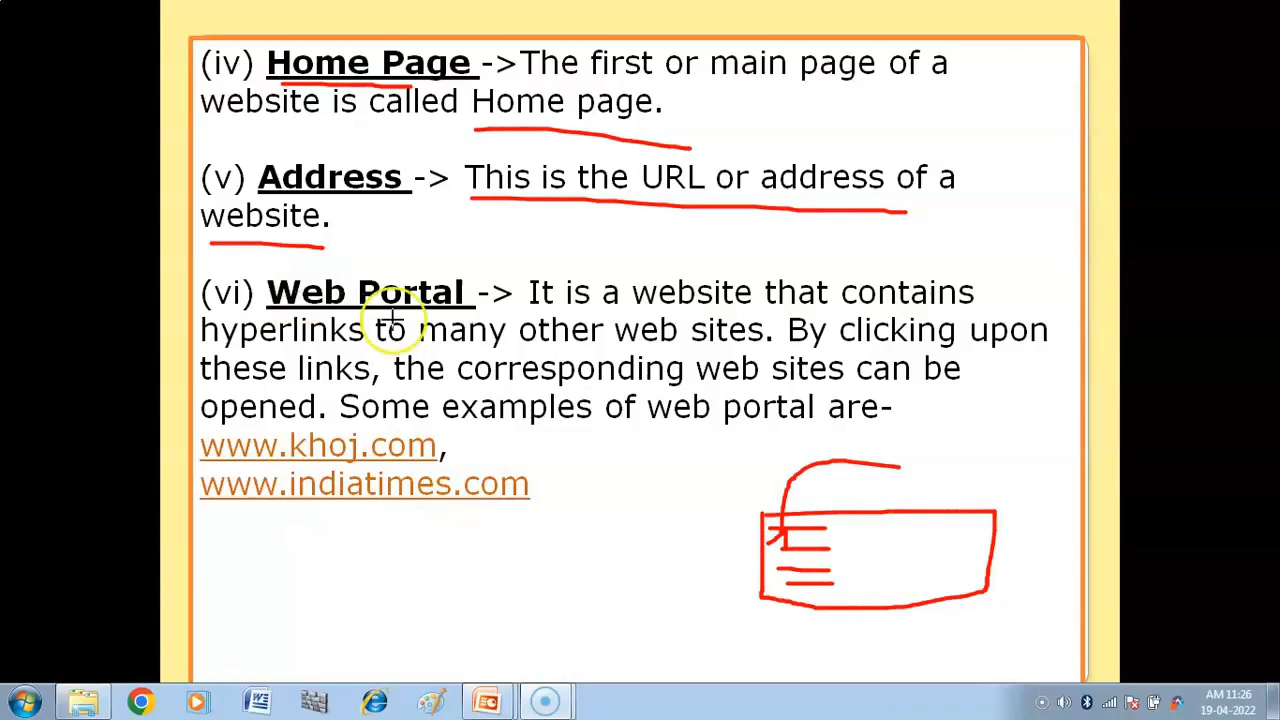 (iv) Home Page ->The first or main page of a
website is called Home page.
(v) Address -> This is the URL or address of a
website.
(vi) Web Portal -> It is a website that contains
hyperlinks to many other web sites. By clicking upon
these links, the corresponding web sites can be
opened. Some examples of web portal are-
www.khoj.com,
www.indiatimes.com
AM 11:26
19-04-2022